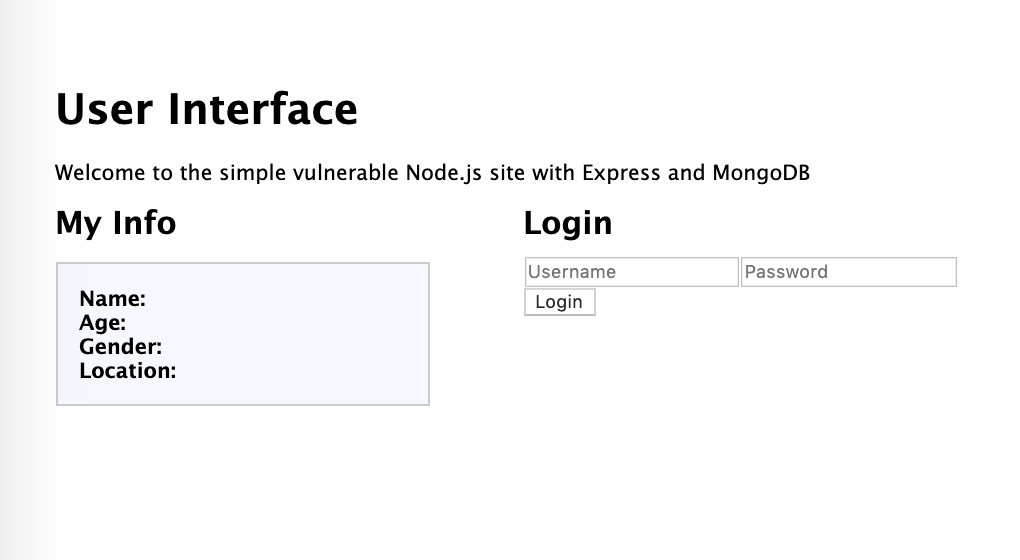 User Interface
Welcome to the simple vulnerable Node.js site with Express and MongoDB
My Info
Name:
Age:
Gender:
Location:
Login
Username Password
Login